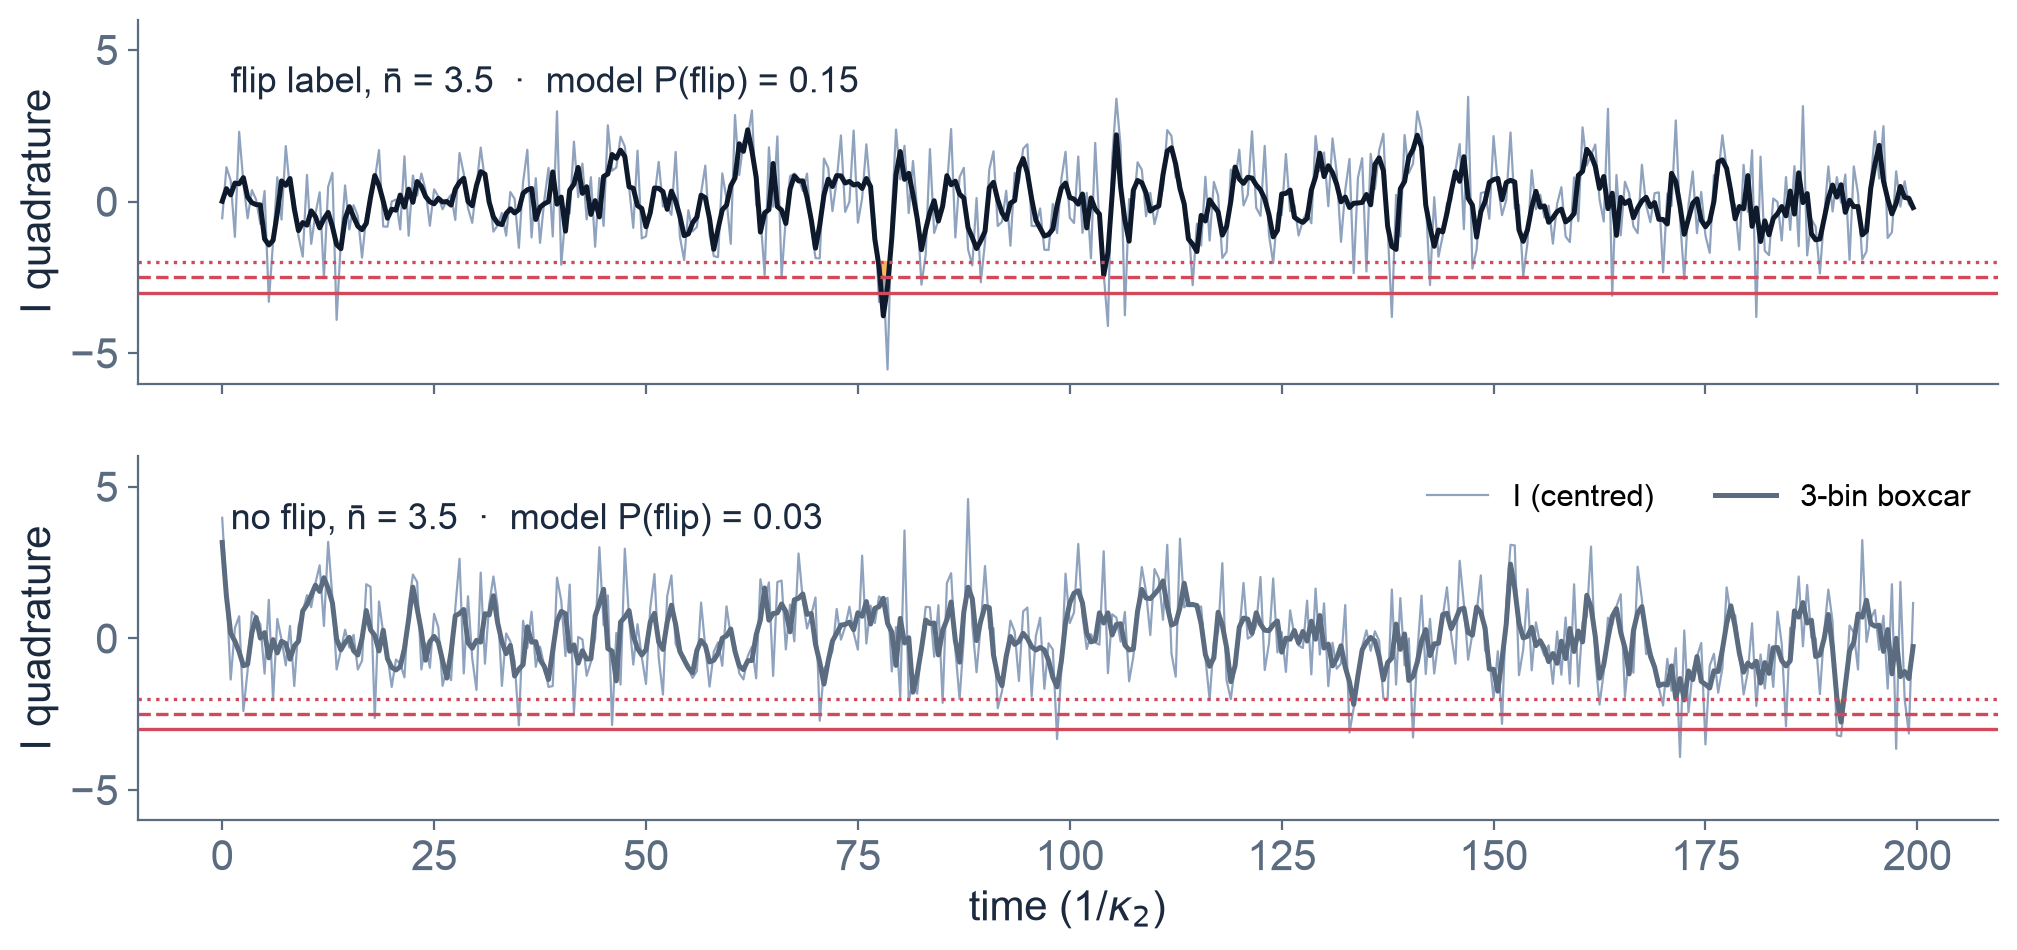 5
0
−5
I quadrature
flip label, n̄ = 3.5 · model P(flip) = 0.15
5
0
−5
I quadrature
no flip, n̄ = 3.5 · model P(flip) = 0.03
I (centred)
3-bin boxcar
0 25 50 75 100 125 150 175 200
time (1/κ₂)